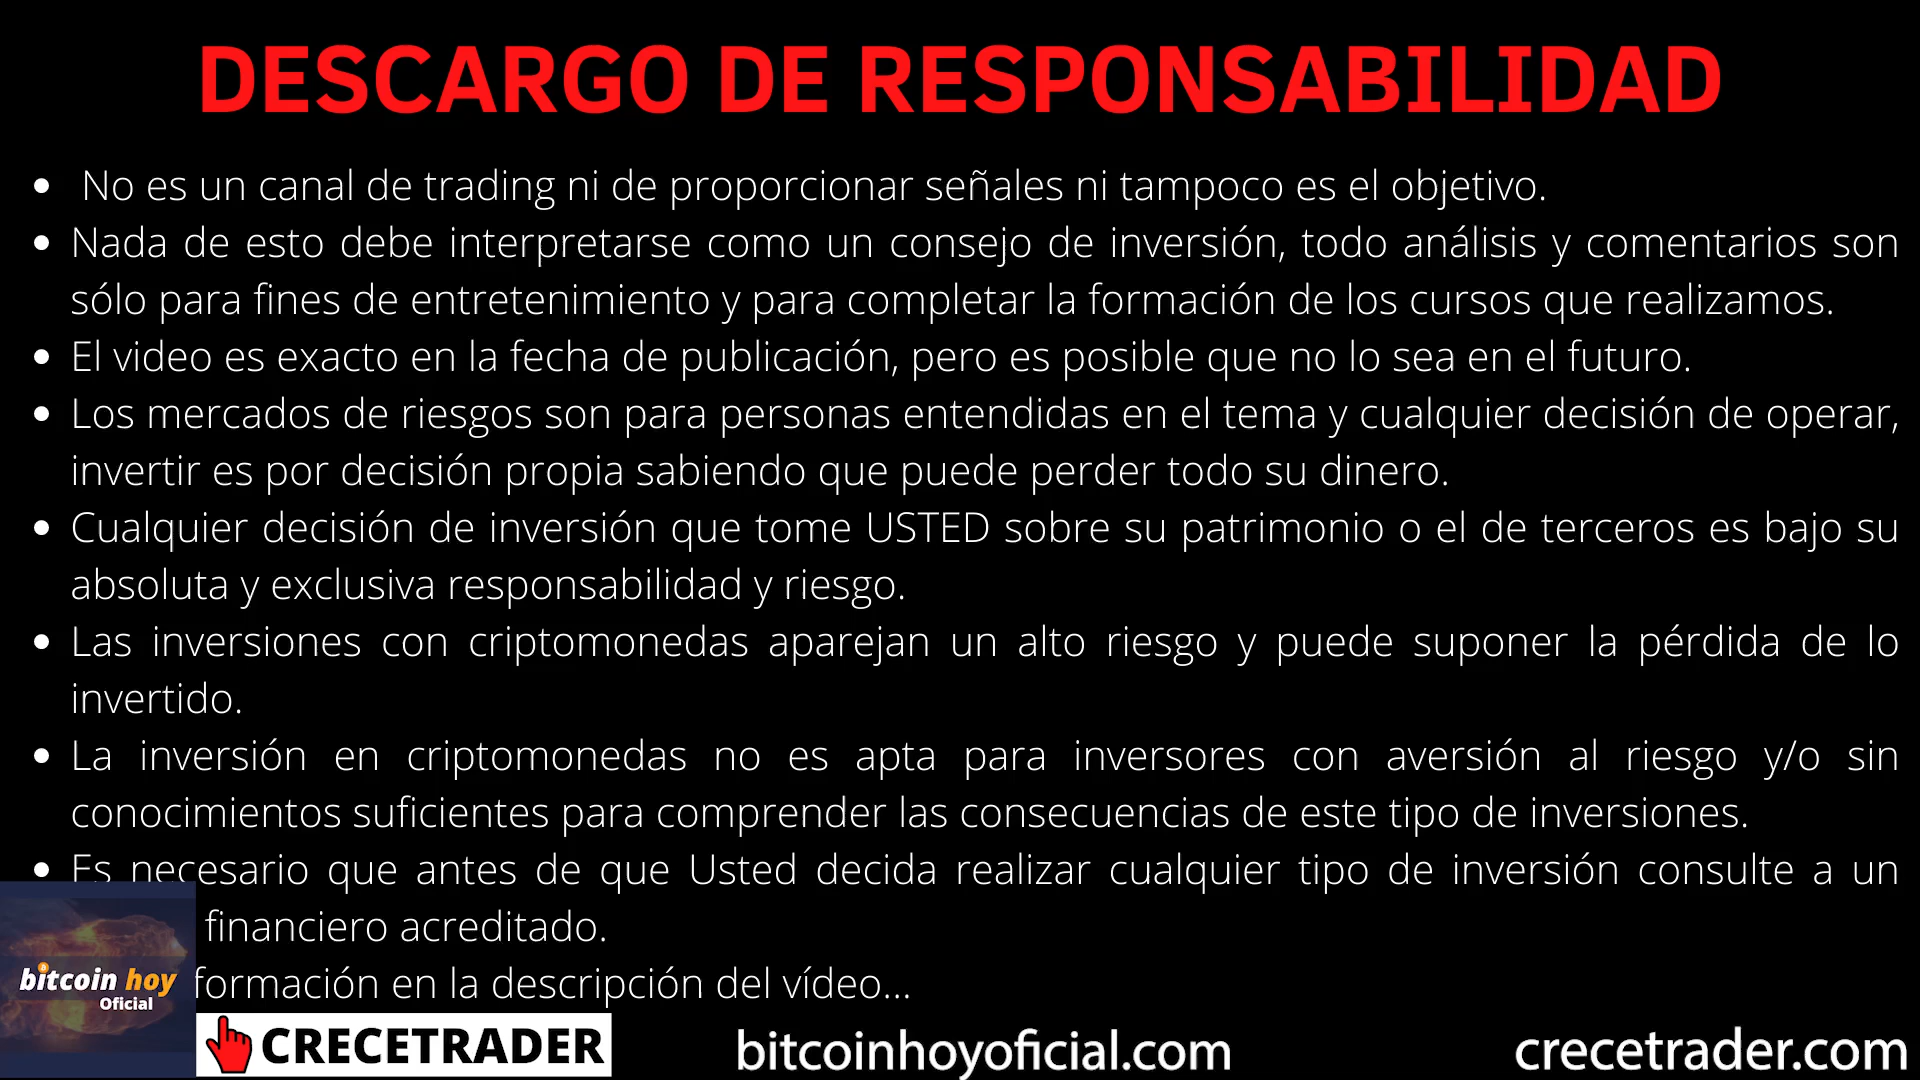 DESCARGO DE RESPONSABILIDAD
• No es un canal de trading ni de proporcionar señales ni tampoco es el objetivo.
• Nada de esto debe interpretarse como un consejo de inversión, todo análisis y comentarios son
sólo para fines de entretenimiento y para completar la formación de los cursos que realizamos.
• El video es exacto en la fecha de publicación, pero es posible que no lo sea en el futuro.
• Los mercados de riesgos son para personas entendidas en el tema y cualquier decisión de operar,
invertir es por decisión propia sabiendo que puede perder todo su dinero.
• Cualquier decisión de inversión que tome USTED sobre su patrimonio o el de terceros es bajo su
absoluta y exclusiva responsabilidad y riesgo.
• Las inversiones con criptomonedas aparejan un alto riesgo y puede suponer la pérdida de lo
invertido.
• La inversión en criptomonedas no es apta para inversores con aversión al riesgo y/o sin
conocimientos suficientes para comprender las consecuencias de este tipo de inversiones.
• Es necesario que antes de que Usted decida realizar cualquier tipo de inversión consulte a un
financiero acreditado.
formación en la descripción del vídeo...
bitcoin hoy
Oficial
CRECETRADER
bitcoinhoyoficial.com
crecetrader.com